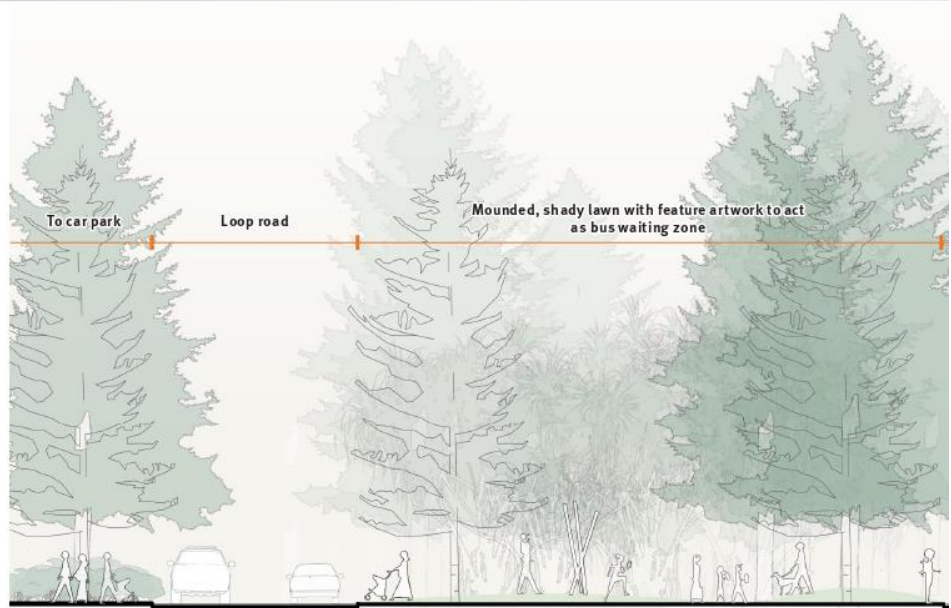 To car park
Loop road
Mounded, shady lawn with feature artwork to act
as bus waiting zone